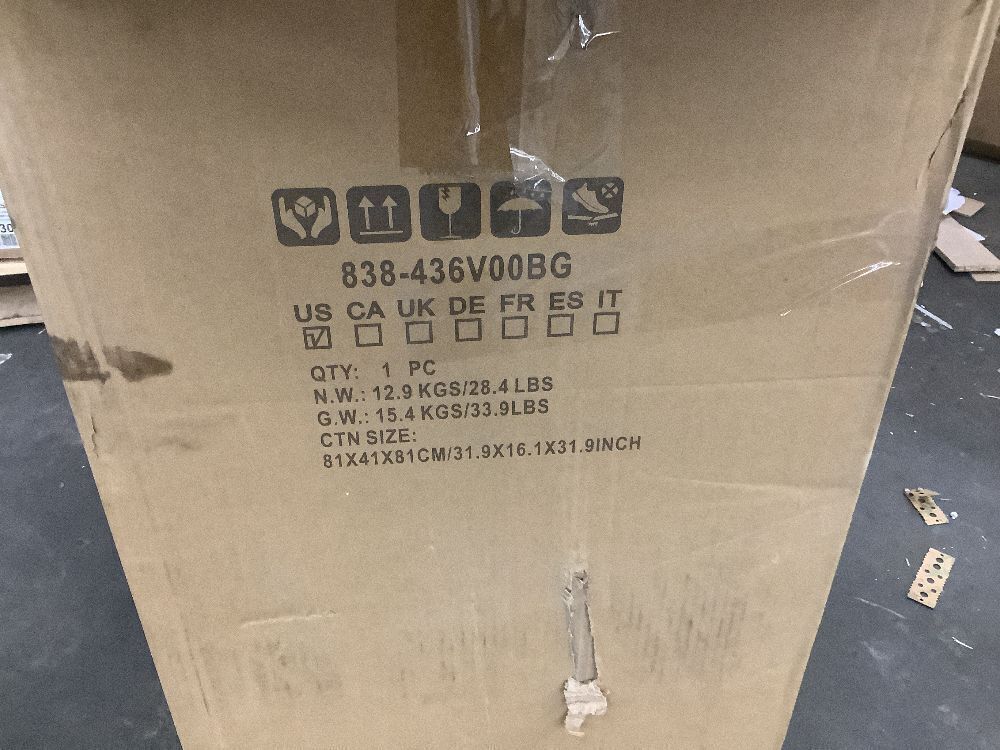 838-436V00BG
US CA UK DE FR ES IT
QTY: 1 PC
N.W.: 12.9 KGS/28.4 LBS
G.W.: 15.4 KGS/33.9LBS
CTN SIZE:
81X41X81CM/31.9X16.1X31.9INCH
30